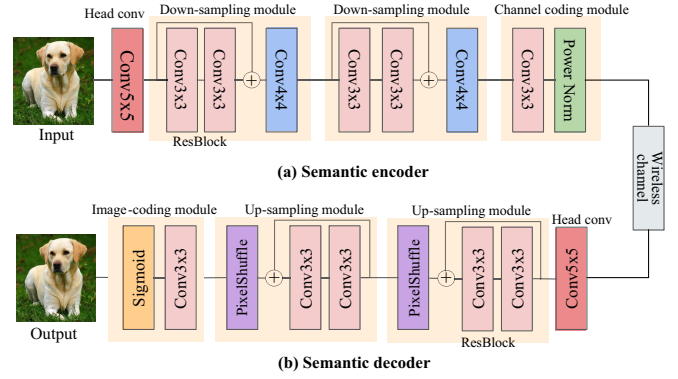 Head conv
Down-sampling module
Down-sampling module
Channel coding module
Conv5x5
Conv3x3
Conv3x3
+
Conv4x4
Conv3x3
Conv3x3
+
Conv4x4
Conv3x3
Power Norm
Input
ResBlock
(a) Semantic encoder
Wireless
channel
Image-coding module
Up-sampling module
Up-sampling module
Head conv
Sigmoid
Conv3x3
PixelShuffle
+
Conv3x3
Conv3x3
PixelShuffle
+
Conv3x3
Conv3x3
Conv5x5
Output
ResBlock
(b) Semantic decoder